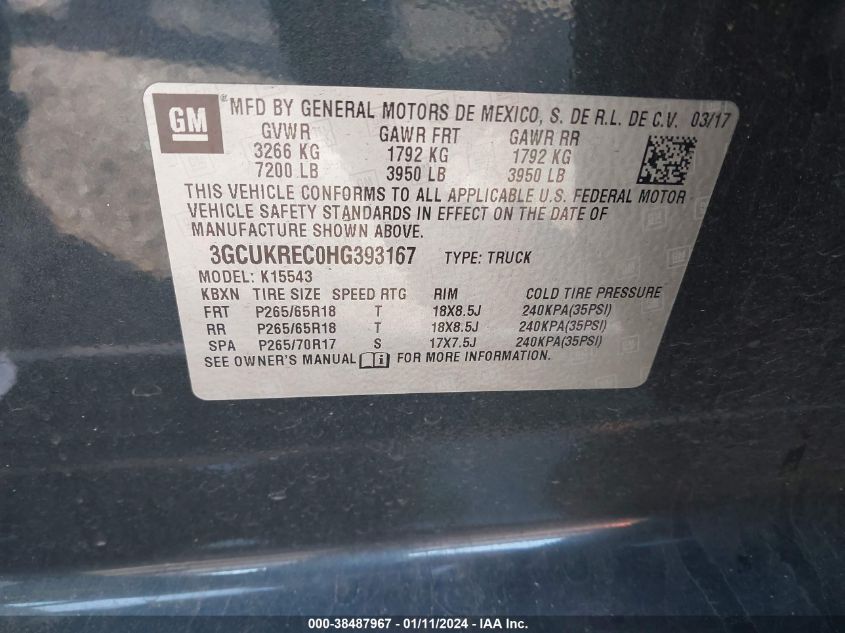 GM
MFD BY GENERAL MOTORS DE MEXICO, S. DE R.L. DE C.V. 03/17
GVWR GAWR FRT GAWR RR
3266 KG 1792 KG 1792 KG
7200 LB 3950 LB 3950 LB
THIS VEHICLE CONFORMS TO ALL APPLICABLE U.S. FEDERAL MOTOR
VEHICLE SAFETY STANDARDS IN EFFECT ON THE DATE OF
MANUFACTURE SHOWN ABOVE.
3GCUKREC0HG393167 TYPE: TRUCK
MODEL: K15543
KBXN TIRE SIZE SPEED RTG RIM COLD TIRE PRESSURE
FRT P265/65R18 T 18X8.5J 240KPA(35PSI)
RR P265/65R18 T 18X8.5J 240KPA(35PSI)
SPA P265/70R17 S 17X7.5J 240KPA(35PSI)
SEE OWNER'S MANUAL i FOR MORE INFORMATION.
000-38487967 - 01/11/2024 - IAA Inc.